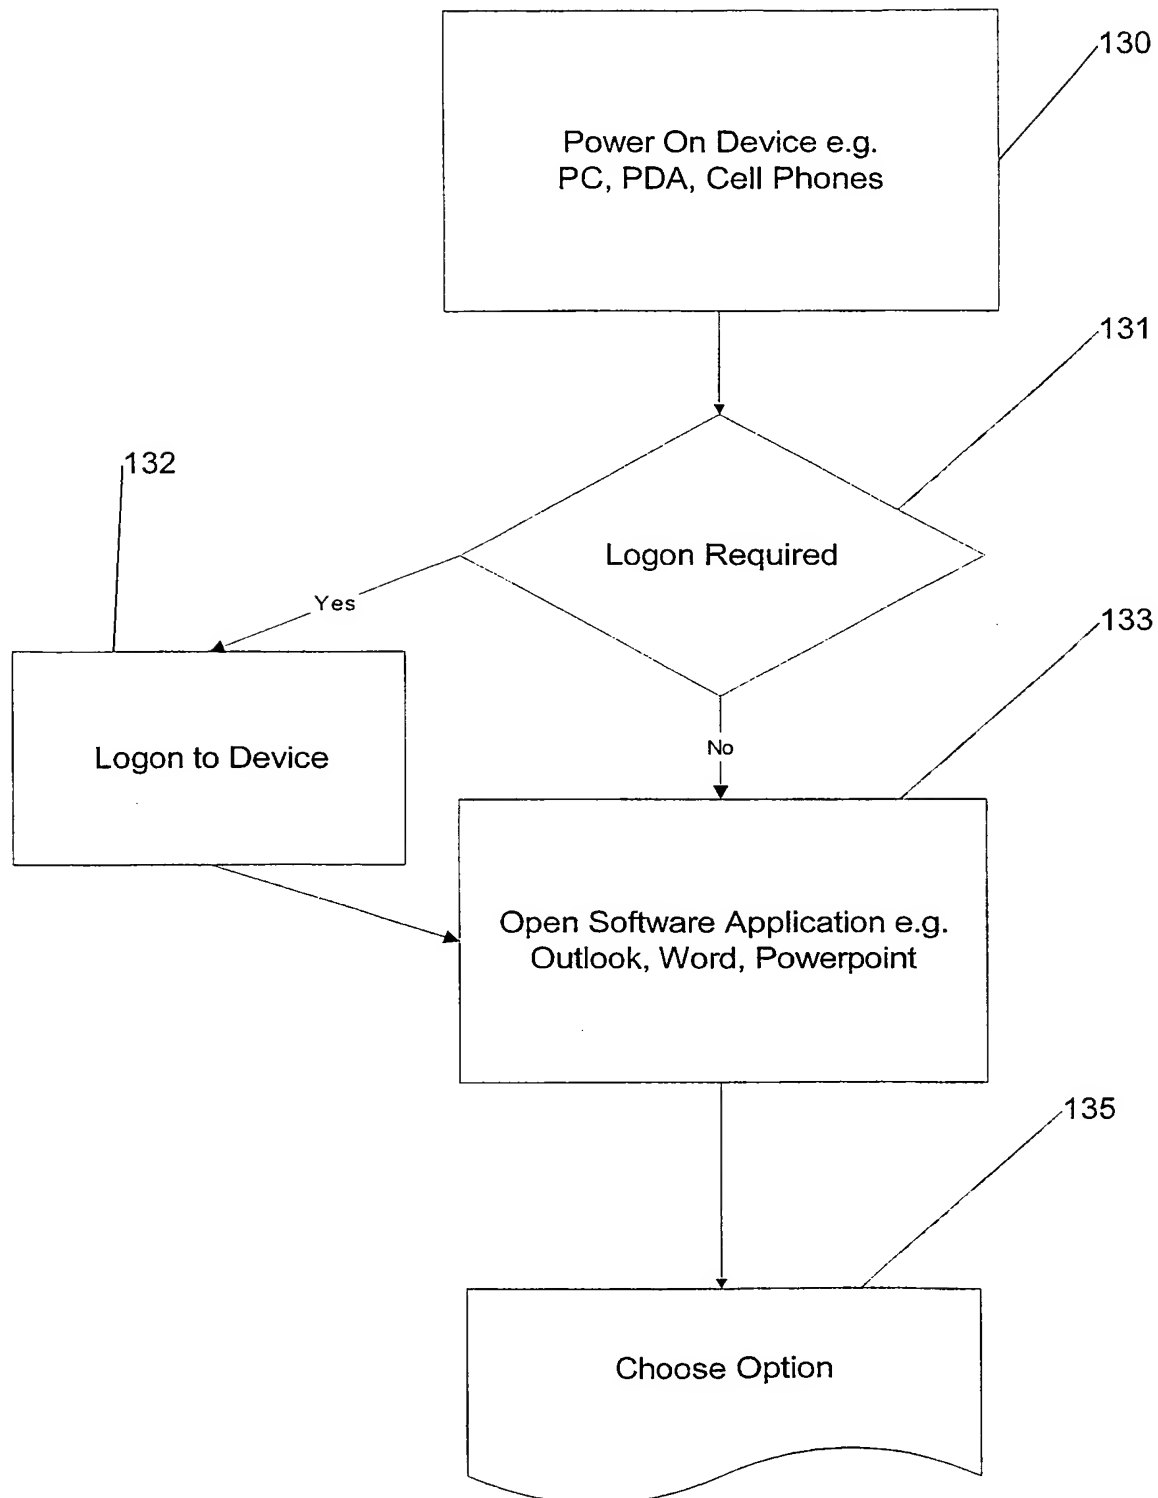 130
Power On Device e.g.
PC, PDA, Cell Phones
131
132
Logon Required
Yes
133
Logon to Device
No
Open Software Application e.g.
Outlook, Word, Powerpoint
135
Choose Option